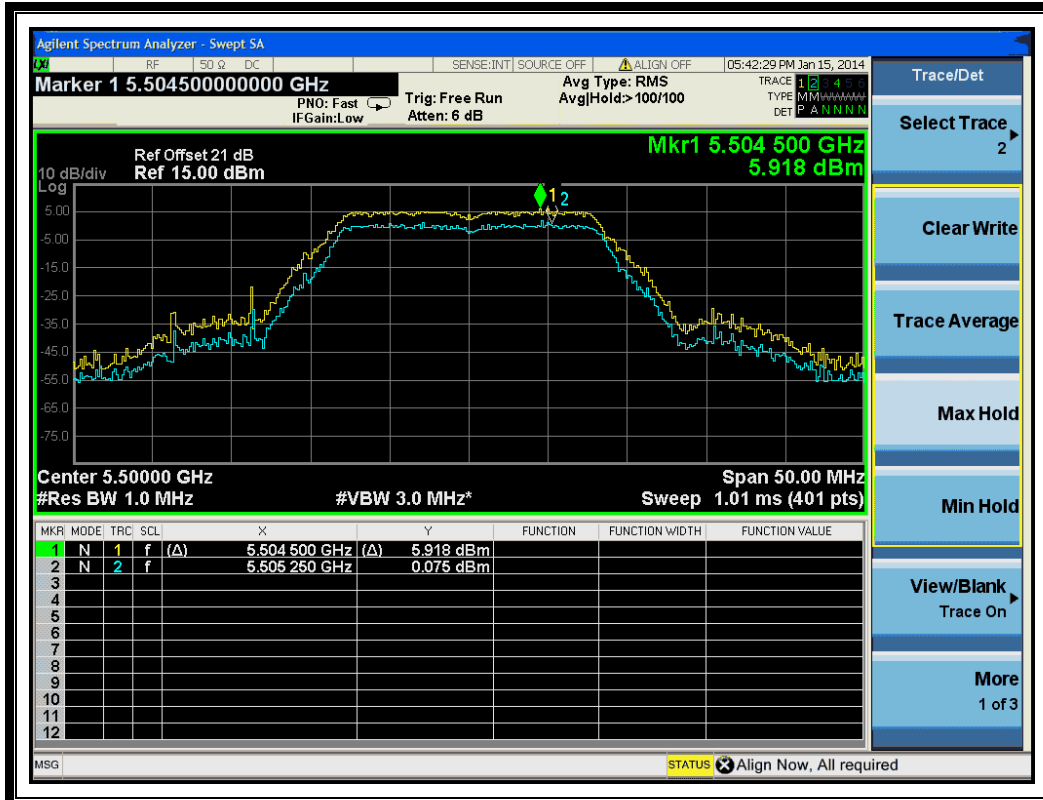 Agilent Spectrum Analyzer - Swept SA
RF 50 Ω DC SENSE:INT SOURCE OFF ALIGN OFF 05:42:29 PM Jan 15, 2014
Marker 1 5.504500000000 GHz
PNO: Fast
IFGain:Low
Trig: Free Run
Atten: 6 dB
Avg Type: RMS
Avg|Hold:>100/100
TRACE 1 2 3 4 5 6
TYPE MMWWWW
DET P A N N N N
Mkr1 5.504 500 GHz
5.918 dBm
Ref Offset 21 dB
10 dB/div Ref 15.00 dBm
Log
5.00
-5.00
-15.0
-25.0
-35.0
-45.0
-55.0
-65.0
-75.0
1 2
Center 5.50000 GHz Span 50.00 MHz
#Res BW 1.0 MHz #VBW 3.0 MHz* Sweep 1.01 ms (401 pts)
MKR MODE TRC SCL X Y FUNCTION FUNCTION WIDTH FUNCTION VALUE
1 N 1 f (Δ) 5.504 500 GHz (Δ) 5.918 dBm
2 N 2 f 5.505 250 GHz 0.075 dBm
3
4
5
6
7
8
9
10
11
12
MSG STATUS Align Now, All required
Trace/Det
Select Trace
2
Clear Write
Trace Average
Max Hold
Min Hold
View/Blank
Trace On
More
1 of 3